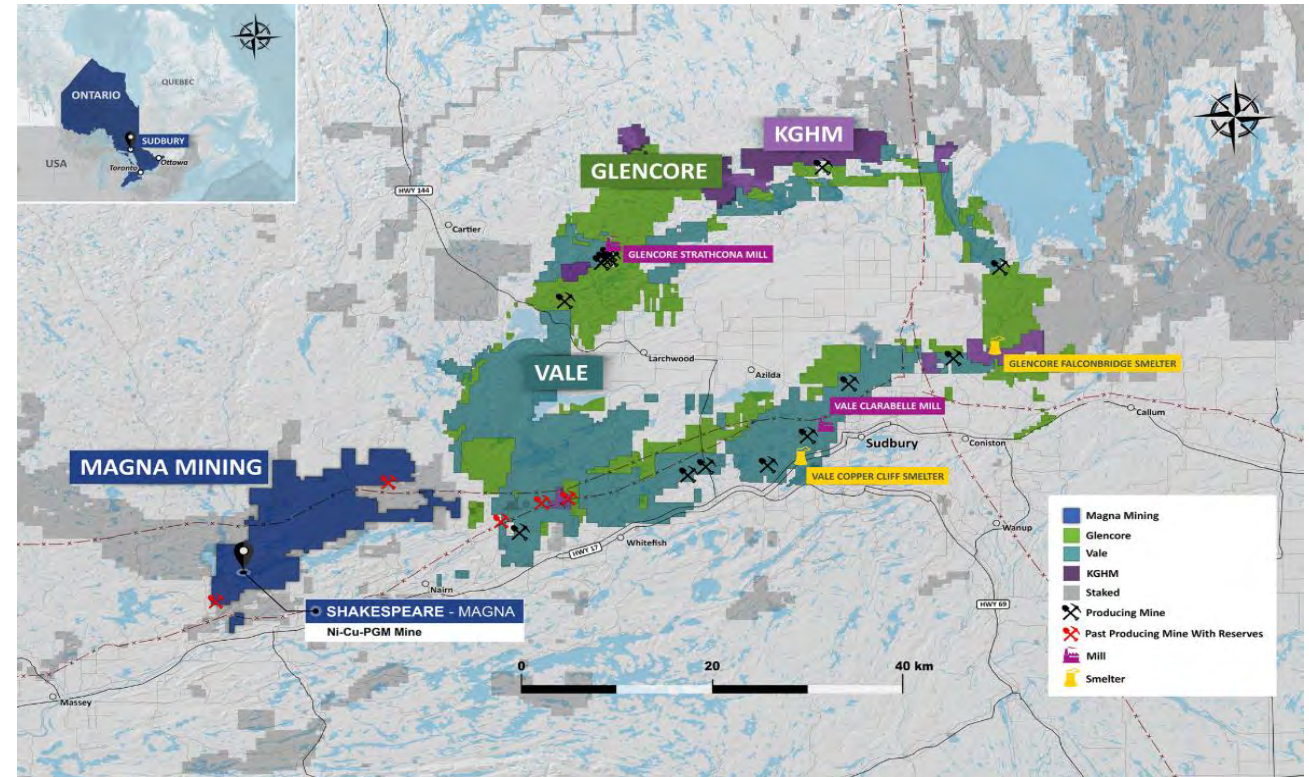 ONTARIO
QUEBEC
SUDBURY
USA
Toronto
Ottawa
KGHM
GLENCORE
HWY 144
Cartier
GLENCORE STRATHCONA MILL
Larchwood
VALE
Azilda
GLENCORE FALCONBRIDGE SMELTER
VALE CLARABELLE MILL
Callum
Sudbury
Coniston
MAGNA MINING
VALE COPPER CLIFF SMELTER
Whitefish
HWY 17
Wanup
Nairn
HWY 69
SHAKESPEARE - MAGNA
Ni-Cu-PGM Mine
Massey
0 20 40 km
Magna Mining
Glencore
Vale
KGHM
Staked
Producing Mine
Past Producing Mine With Reserves
Mill
Smelter